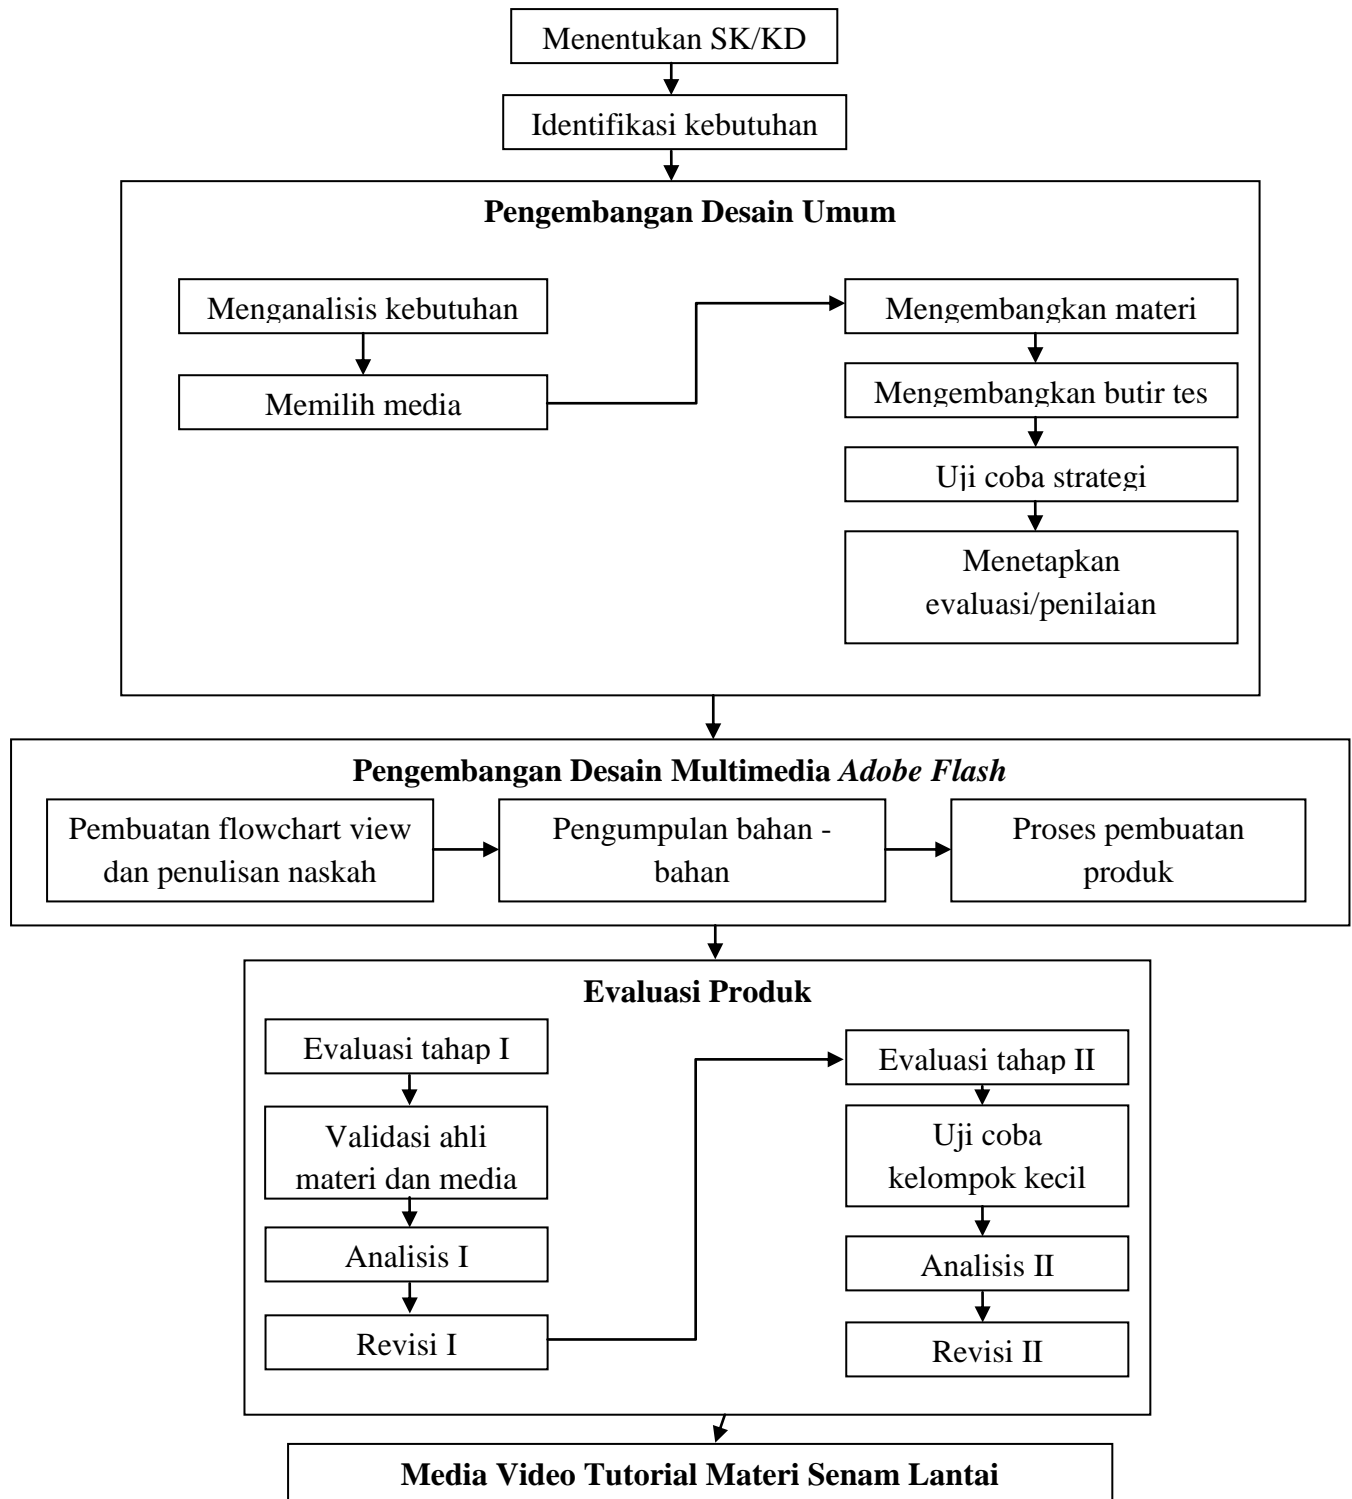 Menentukan SK/KD
Identifikasi kebutuhan
Pengembangan Desain Umum
Menganalisis kebutuhan
Memilih media
Mengembangkan materi
Mengembangkan butir tes
Uji coba strategi
Menetapkan
evaluasi/penilaian
Pengembangan Desain Multimedia Adobe Flash
Pembuatan flowchart view
dan penulisan naskah
Pengumpulan bahan -
bahan
Proses pembuatan
produk
Evaluasi Produk
Evaluasi tahap I
Validasi ahli
materi dan media
Analisis I
Revisi I
Evaluasi tahap II
Uji coba
kelompok kecil
Analisis II
Revisi II
Media Video Tutorial Materi Senam Lantai